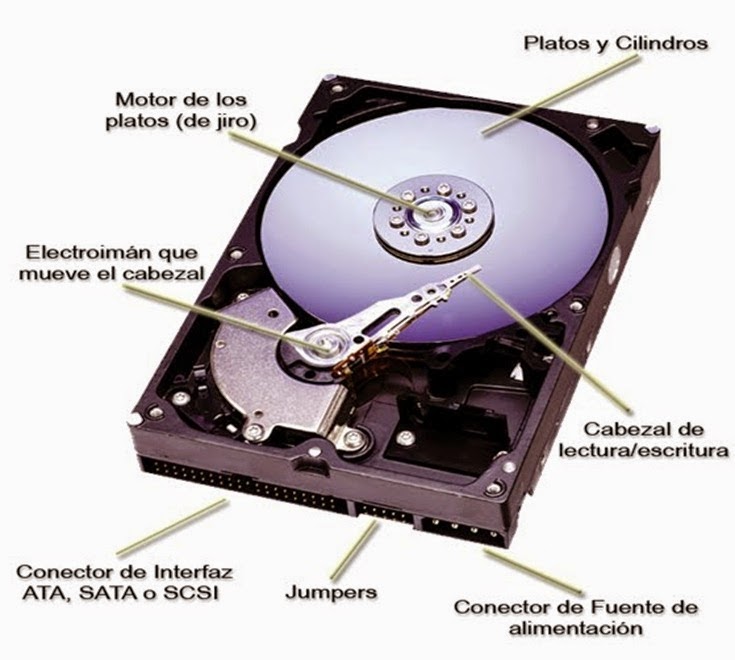 Platos y Cilindros
Motor de los
platos (de jiro)
Electroimán que
mueve el cabezal
Cabezal de
lectura/escritura
Conector de Interfaz
ATA, SATA o SCSI
Jumpers
Conector de Fuente de
alimentación